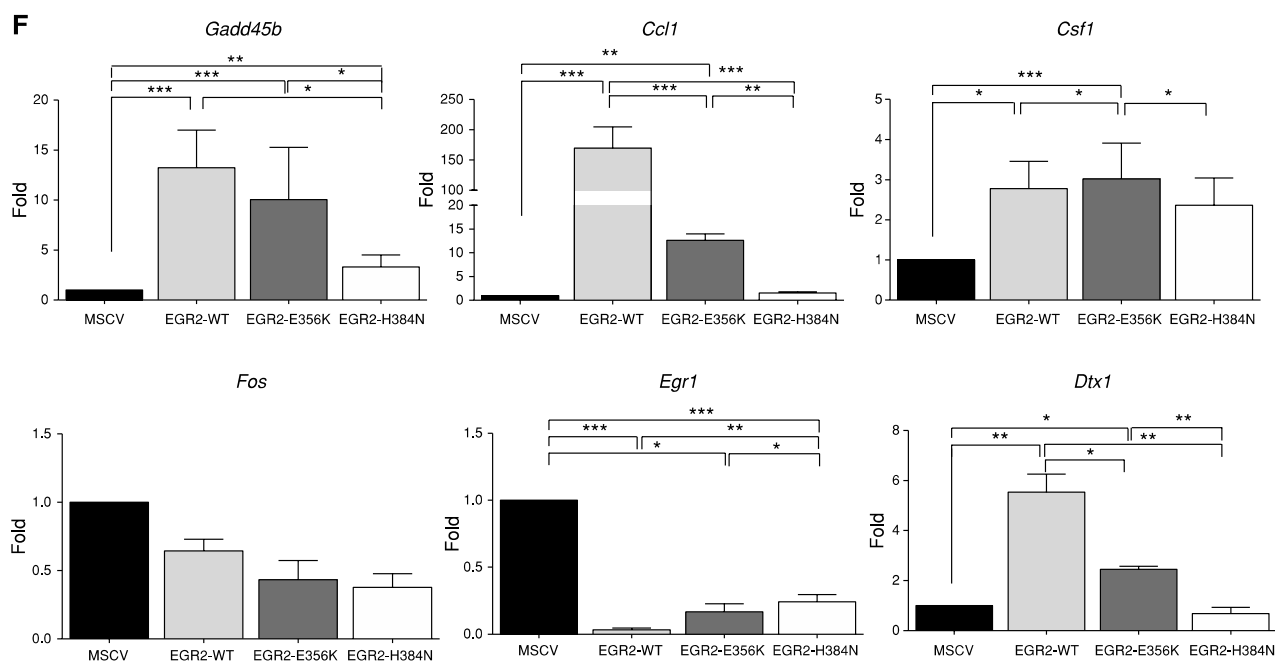 F
Gadd45b
**
*** *
*** *
20
15
10
5
0
Fold
MSCV EGR2-WT EGR2-E356K EGR2-H384N
Ccl1
**
*** ***
*** **
250
200
150
100
20
15
10
5
0
Fold
MSCV EGR2-WT EGR2-E356K EGR2-H384N
Csf1
***
* * *
5
4
3
2
1
0
Fold
MSCV EGR2-WT EGR2-E356K EGR2-H384N
Fos
1.5
1.0
0.5
0.0
Fold
MSCV EGR2-WT EGR2-E356K EGR2-H384N
Egr1
***
*** **
* *
1.5
1.0
0.5
0.0
Fold
MSCV EGR2-WT EGR2-E356K EGR2-H384N
Dtx1
* **
** **
*
8
6
4
2
0
Fold
MSCV EGR2-WT EGR2-E356K EGR2-H384N